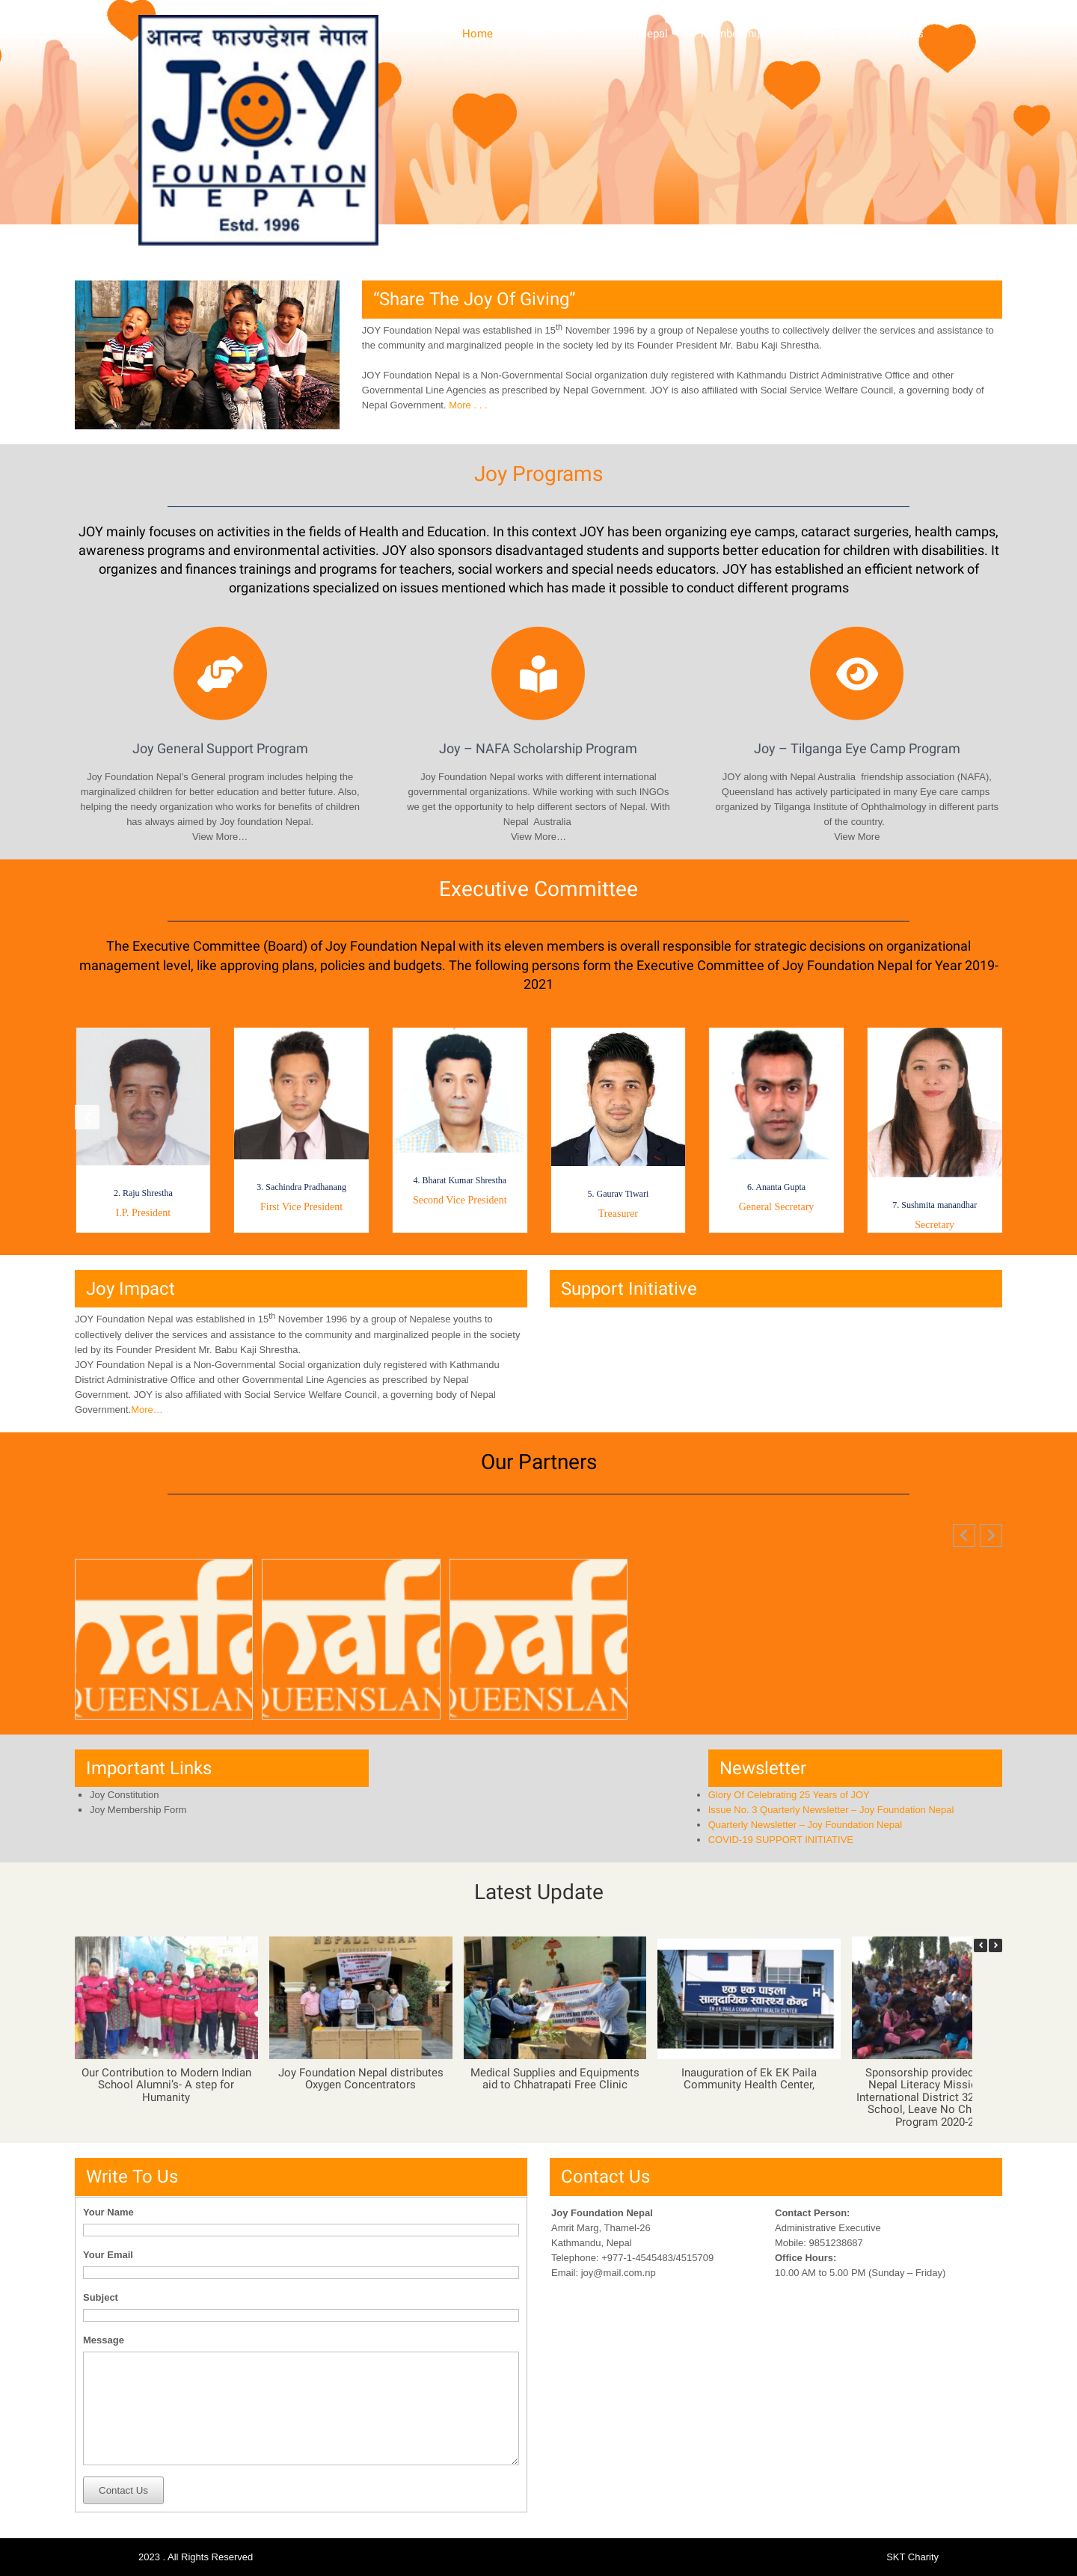 आनन्द फाउण्डेशन नेपाल
J-O-Y
FOUNDATION
NEPAL
Estd. 1996
Home
“Share The Joy Of Giving”
JOY Foundation Nepal was established in 15th November 1996 by a group of Nepalese youths to collectively deliver the services and assistance to
the community and marginalized people in the society led by its Founder President Mr. Babu Kaji Shrestha.
JOY Foundation Nepal is a Non-Governmental Social organization duly registered with Kathmandu District Administrative Office and other
Governmental Line Agencies as prescribed by Nepal Government. JOY is also affiliated with Social Service Welfare Council, a governing body of
Nepal Government. More . . .
Joy Programs
JOY mainly focuses on activities in the fields of Health and Education. In this context JOY has been organizing eye camps, cataract surgeries, health camps,
awareness programs and environmental activities. JOY also sponsors disadvantaged students and supports better education for children with disabilities. It
organizes and finances trainings and programs for teachers, social workers and special needs educators. JOY has established an efficient network of
organizations specialized on issues mentioned which has made it possible to conduct different programs
Joy General Support Program
Joy Foundation Nepal’s General program includes helping the
marginalized children for better education and better future. Also,
helping the needy organization who works for benefits of children
has always aimed by Joy foundation Nepal.
View More…
Joy – NAFA Scholarship Program
Joy Foundation Nepal works with different international
governmental organizations. While working with such INGOs
we get the opportunity to help different sectors of Nepal. With
Nepal  Australia
View More…
Joy – Tilganga Eye Camp Program
JOY along with Nepal Australia  friendship association (NAFA),
Queensland has actively participated in many Eye care camps
organized by Tilganga Institute of Ophthalmology in different parts
of the country.
View More
Executive Committee
The Executive Committee (Board) of Joy Foundation Nepal with its eleven members is overall responsible for strategic decisions on organizational
management level, like approving plans, policies and budgets. The following persons form the Executive Committee of Joy Foundation Nepal for Year 2019-
2021
2. Raju Shrestha
I.P. President
3. Sachindra Pradhanang
First Vice President
4. Bharat Kumar Shrestha
Second Vice President
5. Gaurav Tiwari
Treasurer
6. Ananta Gupta
General Secretary
7. Sushmita manandhar
Secretary
Joy Impact
JOY Foundation Nepal was established in 15th November 1996 by a group of Nepalese youths to
collectively deliver the services and assistance to the community and marginalized people in the society
led by its Founder President Mr. Babu Kaji Shrestha.
JOY Foundation Nepal is a Non-Governmental Social organization duly registered with Kathmandu
District Administrative Office and other Governmental Line Agencies as prescribed by Nepal
Government. JOY is also affiliated with Social Service Welfare Council, a governing body of Nepal
Government.More…
Support Initiative
Our Partners
nafa
QUEENSLAN
nafa
QUEENSLAN
nafa
QUEENSLAN
Important Links
Joy Constitution
Joy Membership Form
Newsletter
Glory Of Celebrating 25 Years of JOY
Issue No. 3 Quarterly Newsletter – Joy Foundation Nepal
Quarterly Newsletter – Joy Foundation Nepal
COVID-19 SUPPORT INITIATIVE
Latest Update
एक एक पाइला
सामुदायिक स्वास्थ्य केन्द्र
EK EK PAILA COMMUNITY HEALTH CENTER
H
Our Contribution to Modern Indian
School Alumni’s- A step for
Humanity
Joy Foundation Nepal distributes
Oxygen Concentrators
Medical Supplies and Equipments
aid to Chhatrapati Free Clinic
Inauguration of Ek EK Paila
Community Health Center,
Sponsorship provided
Nepal Literacy Missi
International District 32
School, Leave No Ch
Program 2020-2
Write To Us
Your Name
Your Email
Subject
Message
Contact Us
Contact Us
Joy Foundation Nepal
Amrit Marg, Thamel-26
Kathmandu, Nepal
Telephone: +977-1-4545483/4515709
Email: joy@mail.com.np
Contact Person:
Administrative Executive
Mobile: 9851238687
Office Hours:
10.00 AM to 5.00 PM (Sunday – Friday)
2023 . All Rights Reserved
SKT Charity